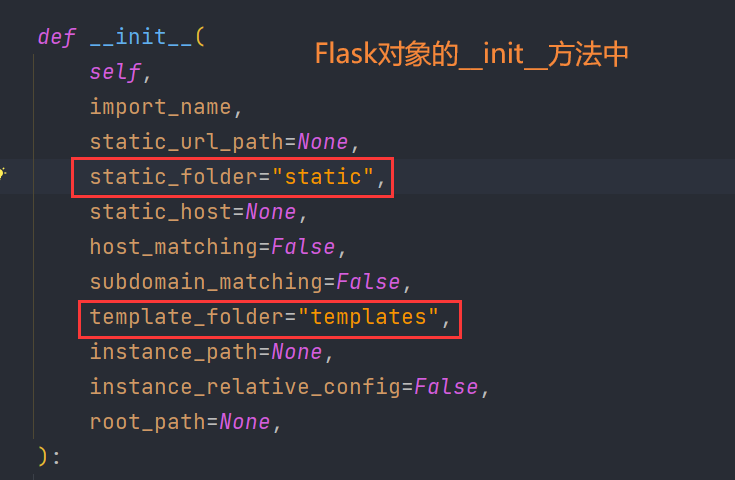 def __init__(
Flask对象的__init__方法中
self,
import_name,
static_url_path=None,
static_folder="static",
static_host=None,
host_matching=False,
subdomain_matching=False,
template_folder="templates",
instance_path=None,
instance_relative_config=False,
root_path=None,
):